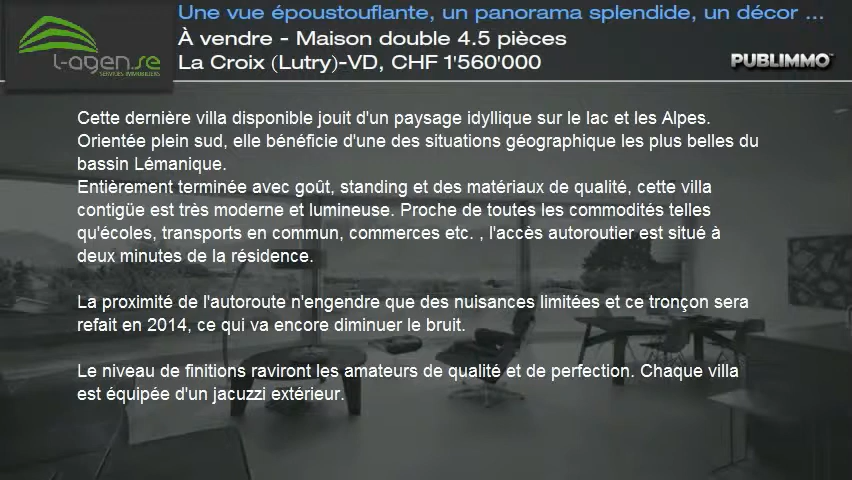 Une vue époustouflante, un panorama splendide, un décor ...
À vendre - Maison double 4.5 pièces
La Croix (Lutry)-VD, CHF 1'560'000
l-agen.se
SERVICES IMMOBILIERS
PUBLIMMO™
Cette dernière villa disponible jouit d'un paysage idyllique sur le lac et les Alpes.
Orientée plein sud, elle bénéficie d'une des situations géographique les plus belles du
bassin Lémanique.
Entièrement terminée avec goût, standing et des matériaux de qualité, cette villa
contigüe est très moderne et lumineuse. Proche de toutes les commodités telles
qu'écoles, transports en commun, commerces etc. , l'accès autoroutier est situé à
deux minutes de la résidence.
La proximité de l'autoroute n'engendre que des nuisances limitées et ce tronçon sera
refait en 2014, ce qui va encore diminuer le bruit.
Le niveau de finitions raviront les amateurs de qualité et de perfection. Chaque villa
est équipée d'un jacuzzi extérieur.